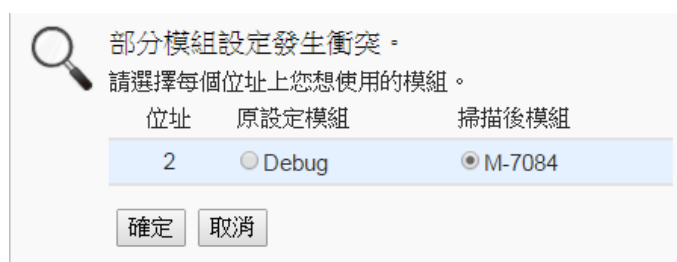 部分模組設定發生衝突。
請選擇每個位址上您想使用的模組。
位址 原設定模組 掃描後模組
2 Debug M-7084
確定 取消